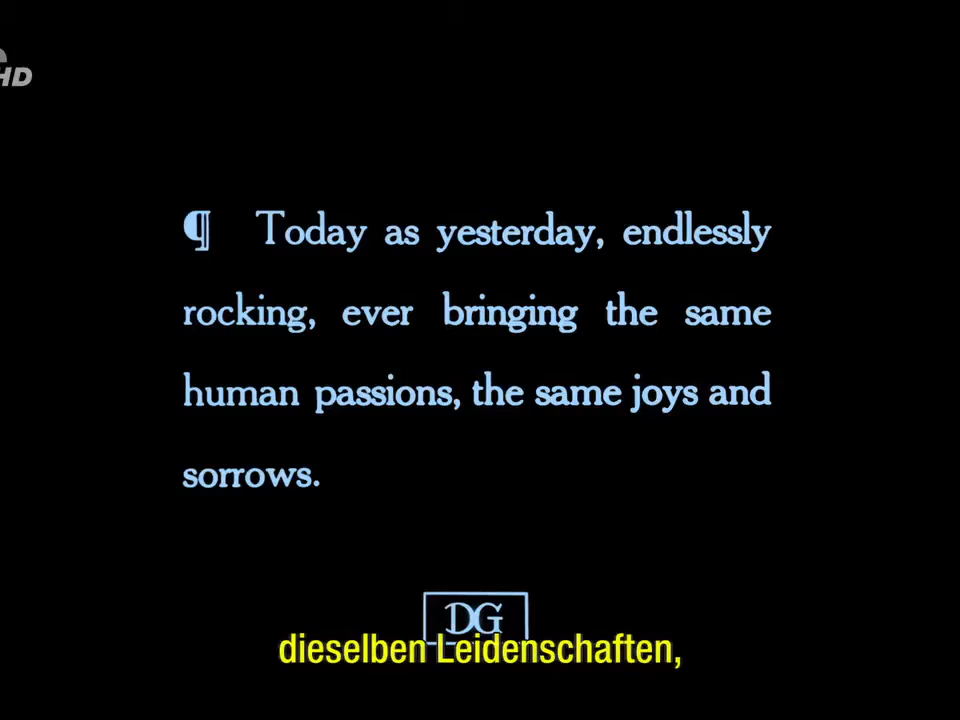 HD
¶ Today as yesterday, endlessly
rocking, ever bringing the same
human passions, the same joys and
sorrows.
DG
dieselben Leidenschaften,